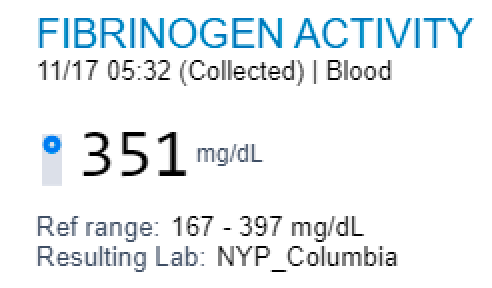 FIBRINOGEN ACTIVITY
11/17 05:32 (Collected) | Blood
351 mg/dL
Ref range: 167 - 397 mg/dL
Resulting Lab: NYP_Columbia